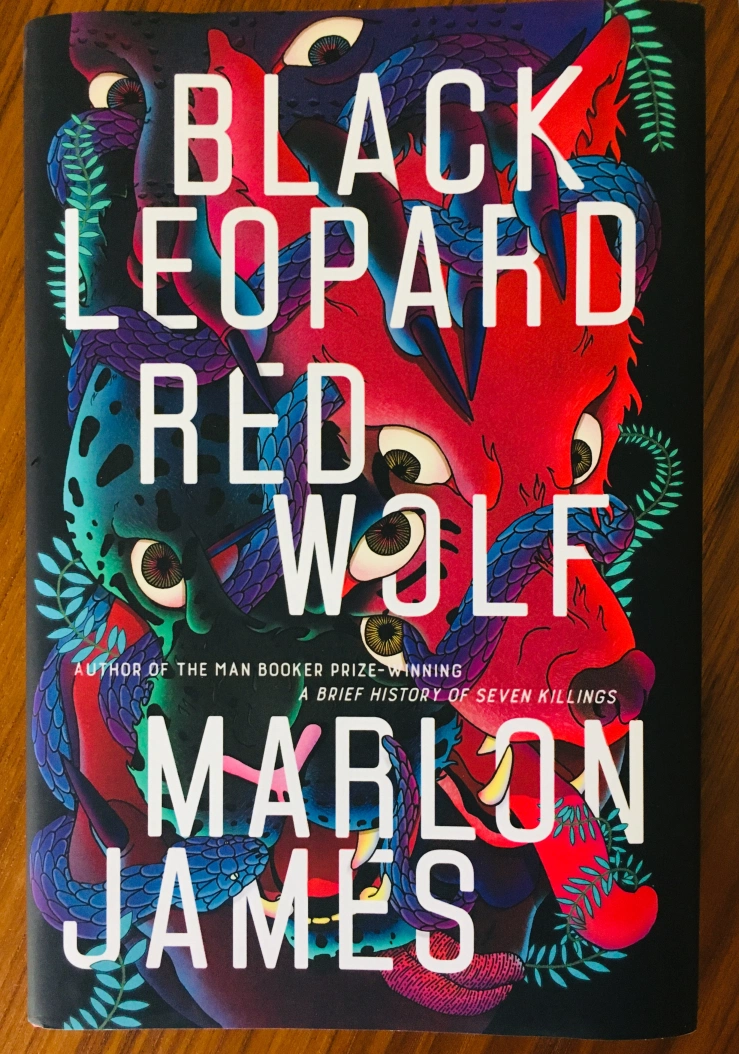 BLACK
LEOPARD
RED
WOLF
AUTHOR OF THE MAN BOOKER PRIZE-WINNING
A BRIEF HISTORY OF SEVEN KILLINGS
MARLON
JAMES